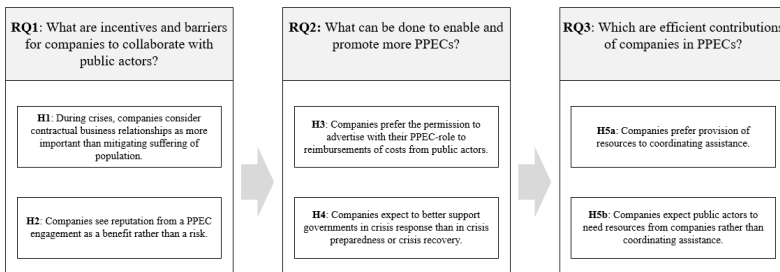 RQ1: What are incentives and barriers
for companies to collaborate with
public actors?
H1: During crises, companies consider
contractual business relationships as more
important than mitigating suffering of
population.
H2: Companies see reputation from a PPEC
engagement as a benefit rather than a risk.
RQ2: What can be done to enable and
promote more PPECs?
H3: Companies prefer the permission to
advertise with their PPEC-role to
reimbursements of costs from public actors.
H4: Companies expect to better support
governments in crisis response than in crisis
preparedness or crisis recovery.
RQ3: Which are efficient contributions
of companies in PPECs?
H5a: Companies prefer provision of
resources to coordinating assistance.
H5b: Companies expect public actors to
need resources from companies rather than
coordinating assistance.